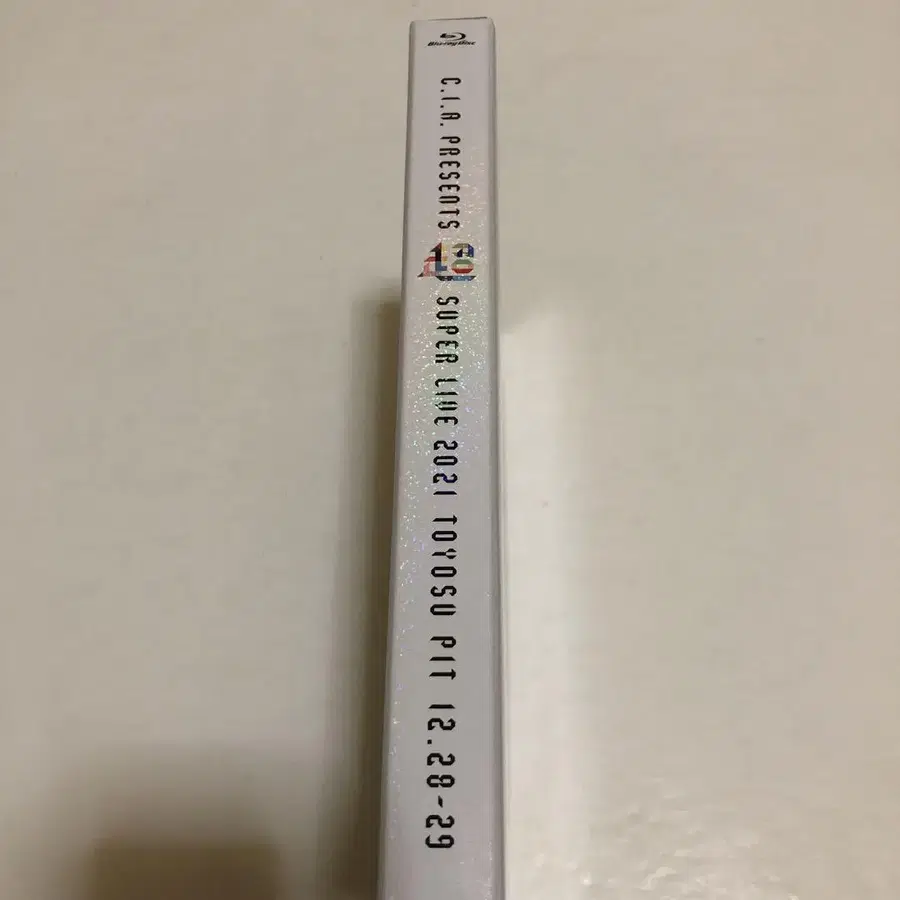 Blu-ray Disc
C.I.A. PRESENTS SUPER LIVE 2021 TOYOSU PIT 12.28-29